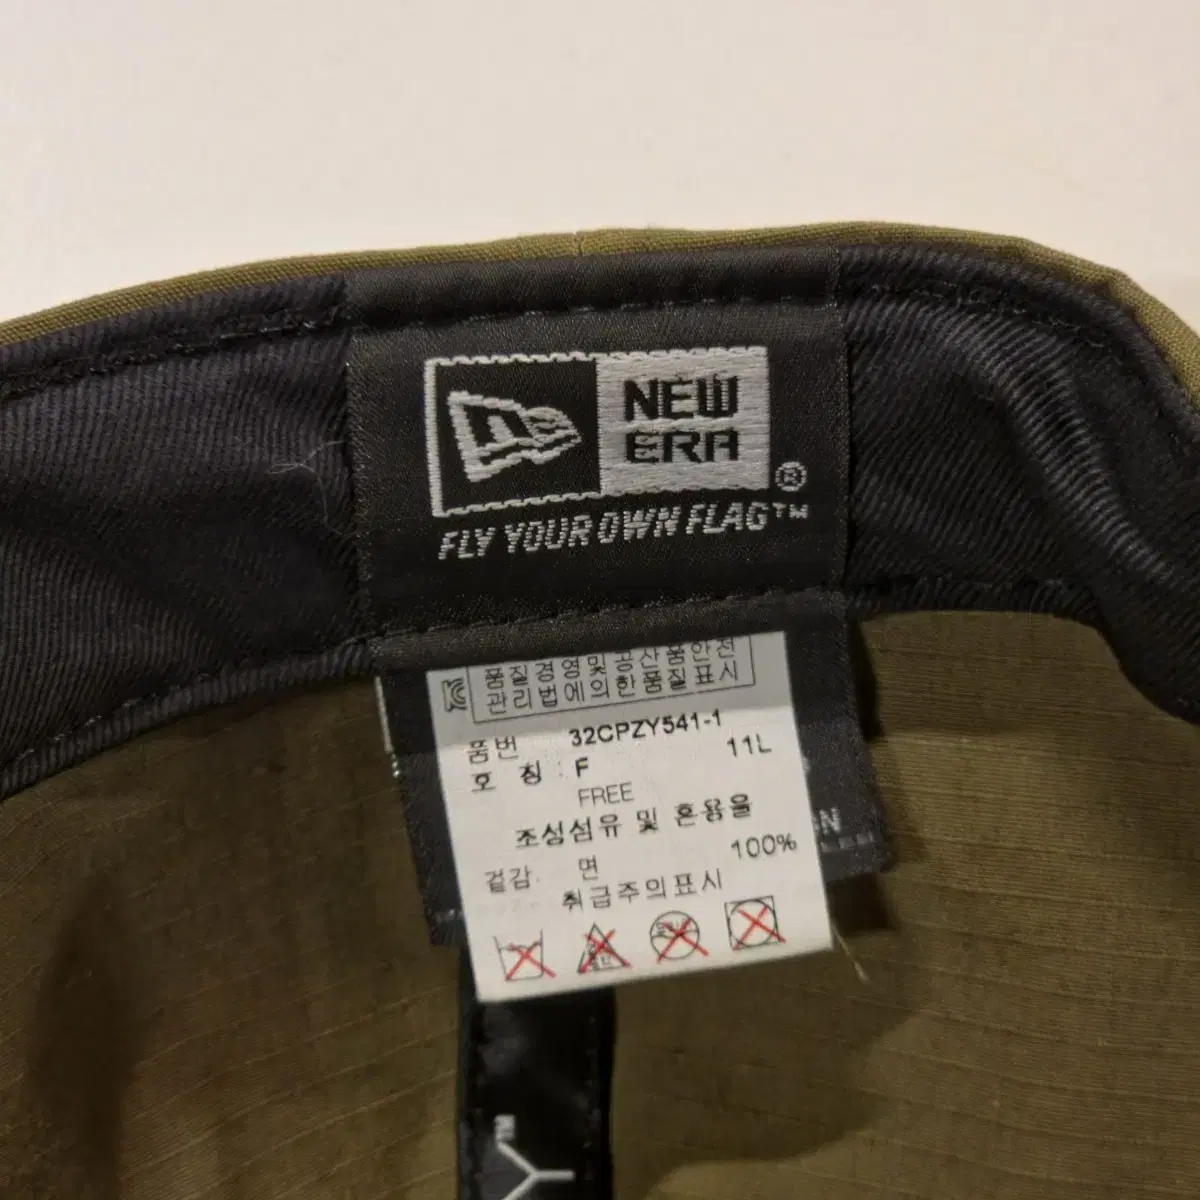 NEW
ERA
®
FLY YOUR OWN FLAG™
품질경영및공산품안전
관리법에의한품질표시
품번 32CPZY541-1
호 칭 : F 11L
FREE
조성섬유 및 혼용율
겉감. 면 100%
취급주의표시